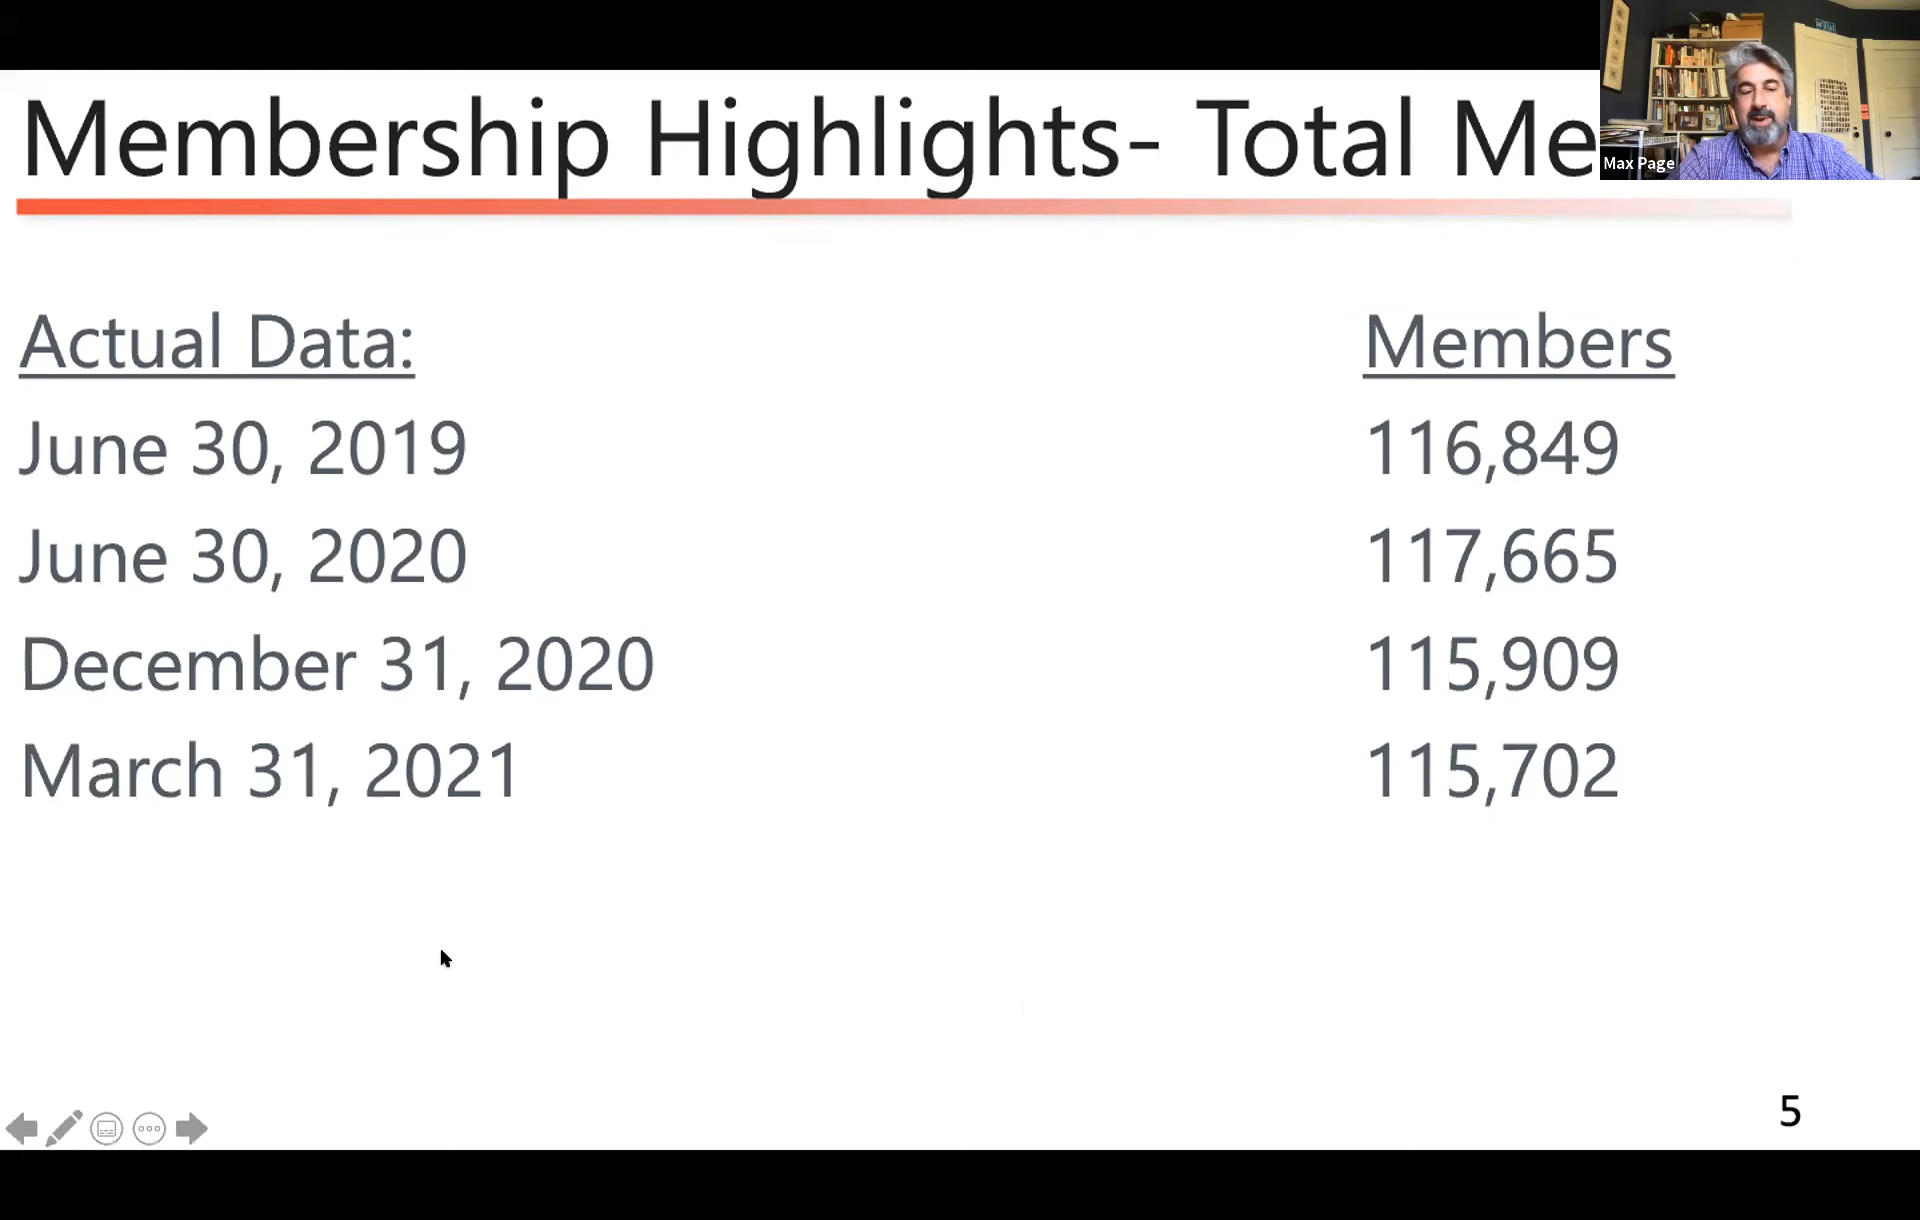 Membership Highlights- Total Me
Max Page
Actual Data: Members
June 30, 2019 116,849
June 30, 2020 117,665
December 31, 2020 115,909
March 31, 2021 115,702
5